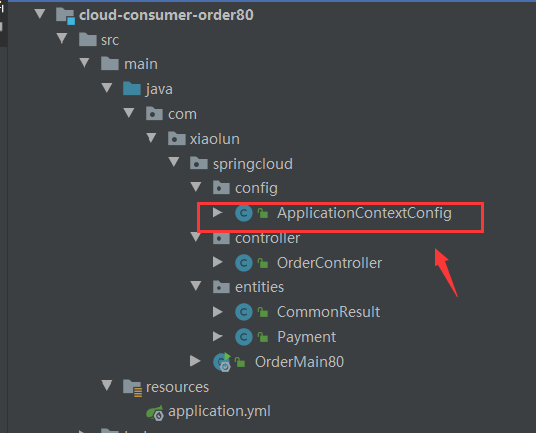 cloud-consumer-order80
src
main
java
com
xiaolun
springcloud
config
ApplicationContextConfig
controller
OrderController
entities
CommonResult
Payment
OrderMain80
resources
application.yml